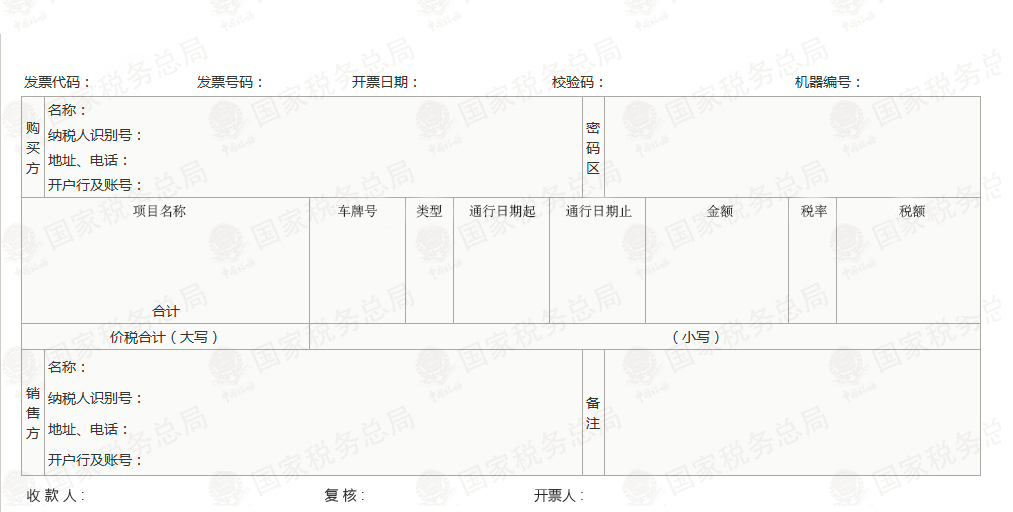 发票代码： 发票号码： 开票日期： 校验码： 机器编号：
购买方
名称：
纳税人识别号：
地址、电话：
开户行及账号：
密码区
项目名称 车牌号 类型 通行日期起 通行日期止 金额 税率 税额
合计
价税合计（大写） （小写）
销售方
名称：
纳税人识别号：
地址、电话：
开户行及账号：
备注
收 款 人： 复 核： 开票人：
国家税务总局
中国税务